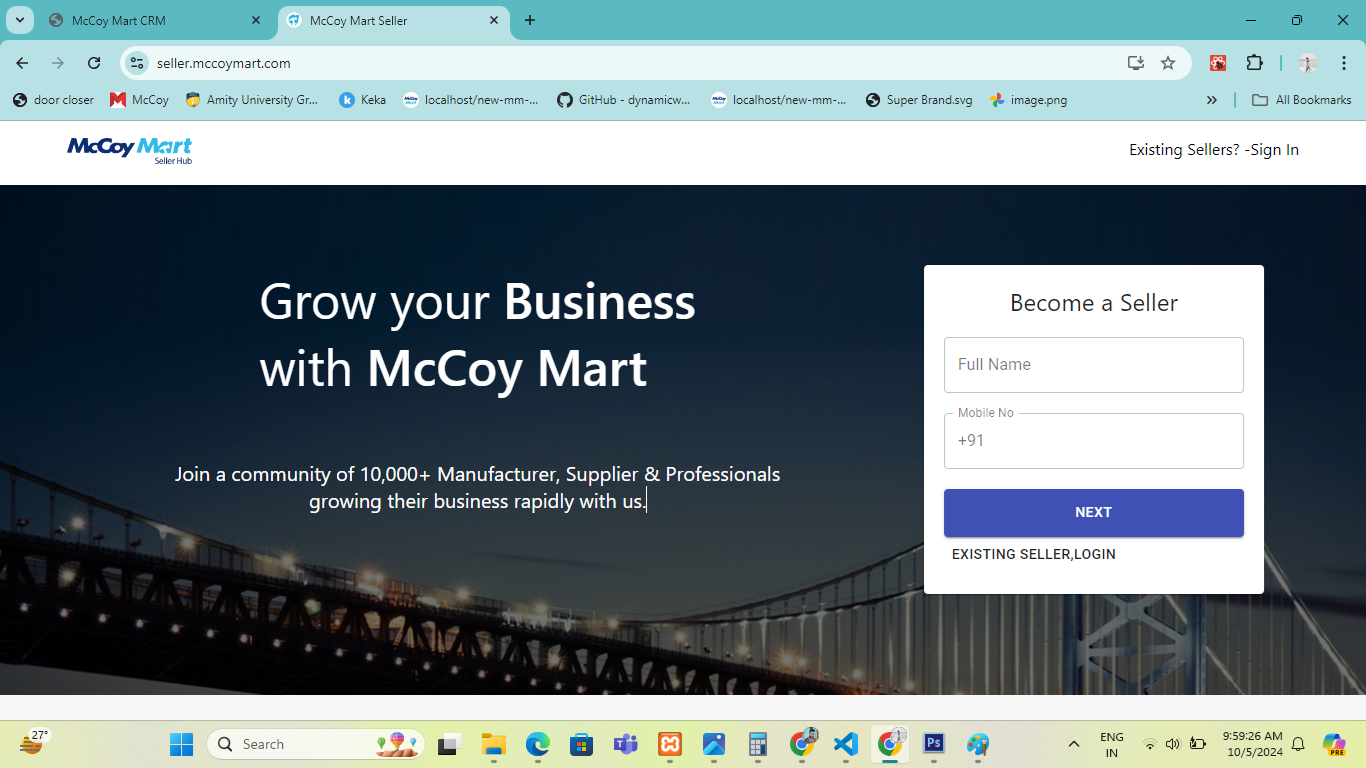 McCoy Mart CRM
McCoy Mart Seller
seller.mccoymart.com
door closer
McCoy
Amity University Gr...
Keka
localhost/new-mm-...
GitHub - dynamicw...
localhost/new-mm-...
Super Brand.svg
image.png
All Bookmarks
McCoy Mart
Seller Hub
Existing Sellers? -Sign In
Grow your Business
with McCoy Mart
Join a community of 10,000+ Manufacturer, Supplier & Professionals
growing their business rapidly with us.
Become a Seller
Full Name
Mobile No
+91
NEXT
EXISTING SELLER,LOGIN
27°
Search
Ps
ENG
IN
9:59:26 AM
10/5/2024
PRE